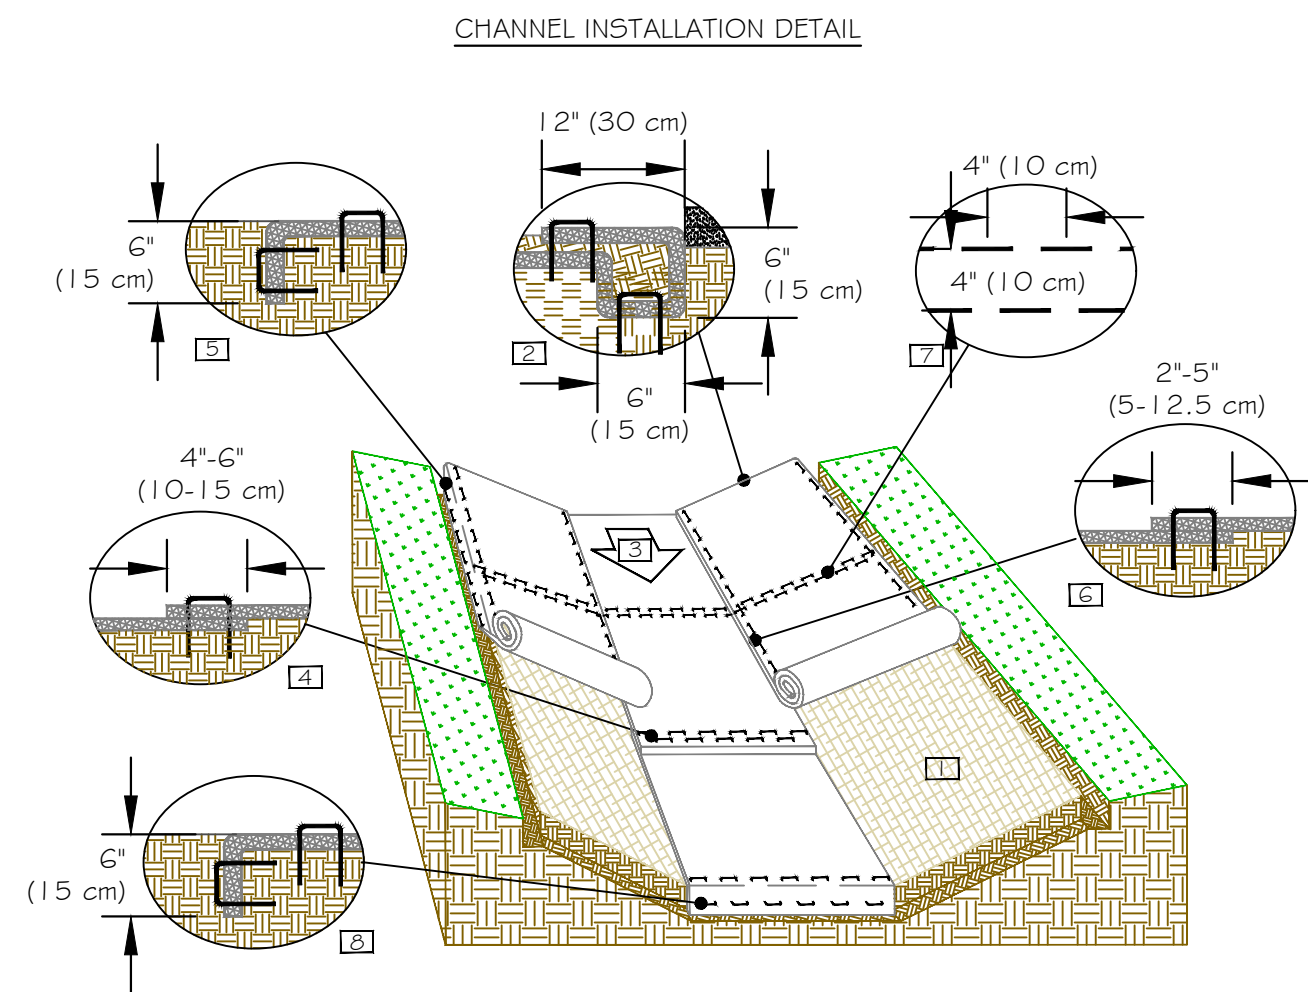 CHANNEL INSTALLATION DETAIL
12" (30 cm)
4" (10 cm)
6"
(15 cm)
6"
(15 cm)
4" (10 cm)
5
2
7
6"
(15 cm)
2"-5"
(5-12.5 cm)
4"-6"
(10-15 cm)
3
6
4
1
6"
(15 cm)
8